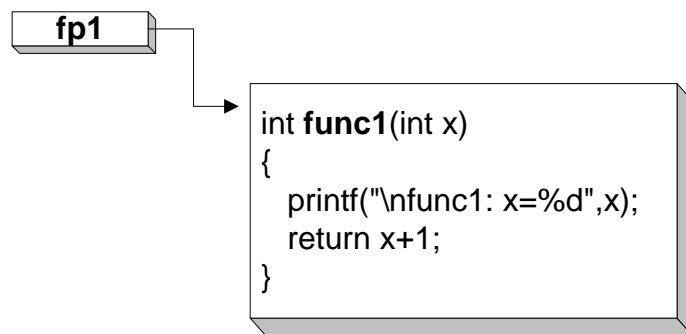 fp1
int func1(int x)
{
printf("\nfunc1: x=%d",x);
return x+1;
}